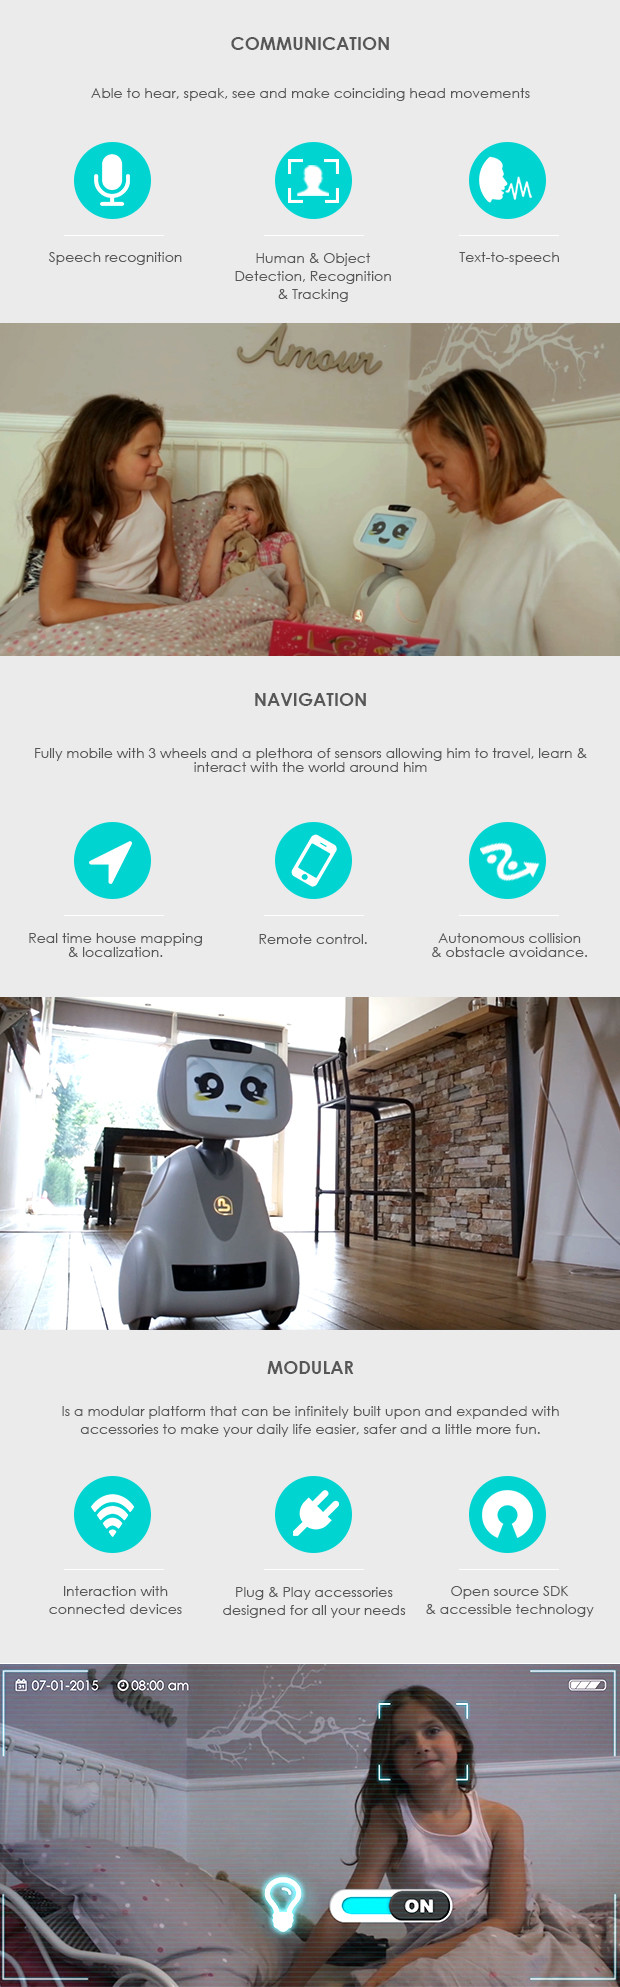 COMMUNICATION
Able to hear, speak, see and make coinciding head movements
Speech recognition
Human & Object
Detection, Recognition
& Tracking
Text-to-speech
Amour
NAVIGATION
Fully mobile with 3 wheels and a plethora of sensors allowing him to travel, learn &
interact with the world around him
Real time house mapping
& localization.
Remote control.
Autonomous collision
& obstacle avoidance.
MODULAR
Is a modular platform that can be infinitely built upon and expanded with
accessories to make your daily life easier, safer and a little more fun.
Interaction with
connected devices
Plug & Play accessories
designed for all your needs
Open source SDK
& accessible technology
07-01-2015 08:00 am
Amour
ON